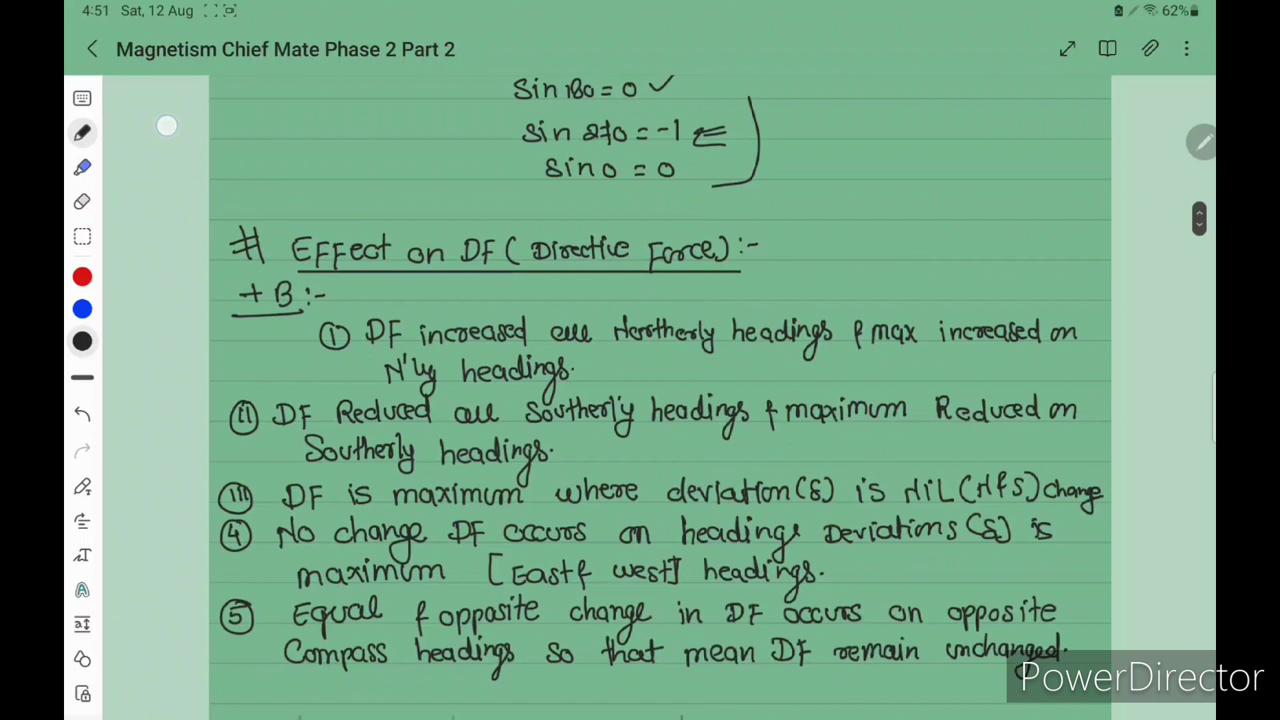 4:51 Sat, 12 Aug 62%
Magnetism Chief Mate Phase 2 Part 2
Sin 180 = 0 ✓
Sin 270 = -1
Sin 0 = 0
# Effect on DF (Directive Force) :-
+ B :-
① DF increased all Northerly headings & max increased on
N'ly headings.
(ii) DF Reduced all Southerly headings & maximum Reduced on
Southerly headings.
(iii) DF is maximum where deviation (δ) is NiL (N & S) change
④ No change DF occurs on headings Deviations (δ) is
maximum [East & west] headings.
⑤ Equal & opposite change in DF occurs on opposite
Compass headings so that mean DF remain unchanged.
PowerDirector